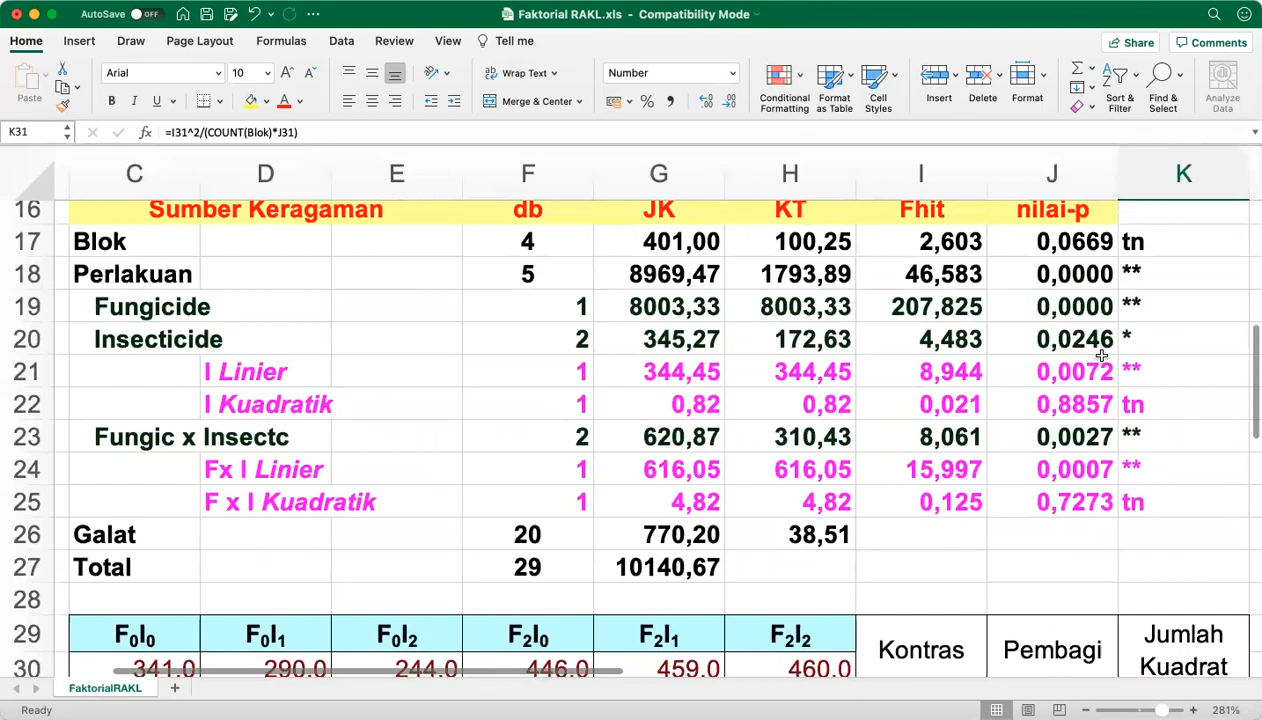 AutoSave OFF
Faktorial RAKL.xls - Compatibility Mode
Home Insert Draw Page Layout Formulas Data Review View Tell me Share Comments
Paste Arial 10 Wrap Text Number Conditional Formatting Format as Table Cell Styles Insert Delete Format Sort & Filter Find & Select Analyze Data
B I U A Merge & Center
K31 fx =I31^2/(COUNT(Blok)*J31)
C D E F G H I J K
16 Sumber Keragaman db JK KT Fhit nilai-p
17 Blok 4 401,00 100,25 2,603 0,0669 tn
18 Perlakuan 5 8969,47 1793,89 46,583 0,0000 **
19 Fungicide 1 8003,33 8003,33 207,825 0,0000 **
20 Insecticide 2 345,27 172,63 4,483 0,0246 *
21 I Linier 1 344,45 344,45 8,944 0,0072 **
22 I Kuadratik 1 0,82 0,82 0,021 0,8857 tn
23 Fungic x Insectc 2 620,87 310,43 8,061 0,0027 **
24 Fx I Linier 1 616,05 616,05 15,997 0,0007 **
25 F x I Kuadratik 1 4,82 4,82 0,125 0,7273 tn
26 Galat 20 770,20 38,51
27 Total 29 10140,67
28
29 F₀I₀ F₀I₁ F₀I₂ F₂I₀ F₂I₁ F₂I₂ Kontras Pembagi Jumlah Kuadrat
30 341,0 290,0 244,0 446,0 459,0 460,0
FaktorialRAKL
Ready 281%